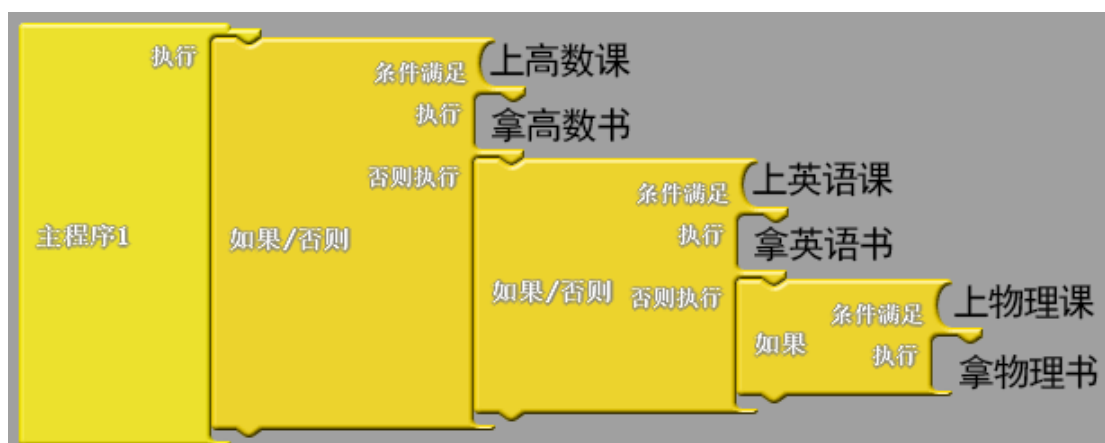 执行
条件满足 上高数课
执行 拿高数书
否则执行
条件满足 上英语课
主程序1 如果/否则
执行 拿英语书
如果/否则 否则执行
条件满足 上物理课
如果
执行 拿物理书